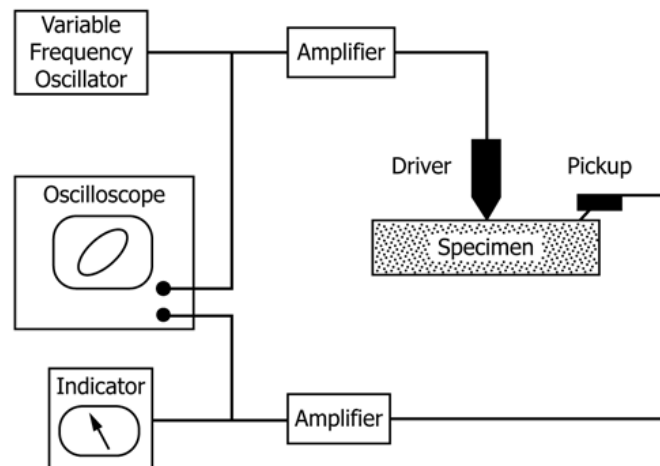 Variable
Frequency
Oscillator
Amplifier
Driver
Pickup
Oscilloscope
Specimen
Indicator
Amplifier